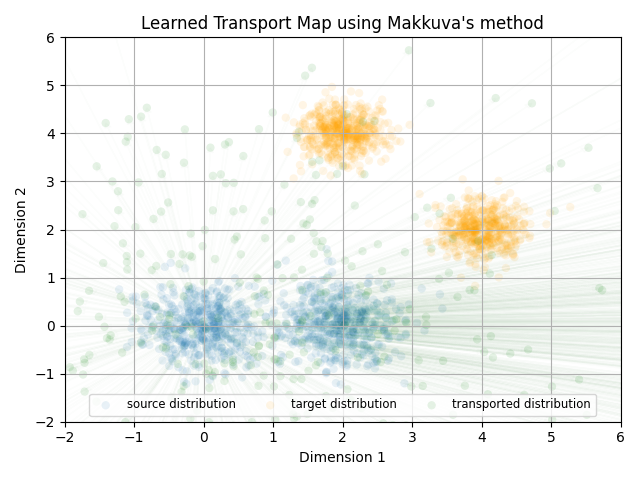 Learned Transport Map using Makkuva's method
6
5
4
3
2
1
0
−1
−2
Dimension 2
source distribution target distribution transported distribution
−2 −1 0 1 2 3 4 5 6
Dimension 1